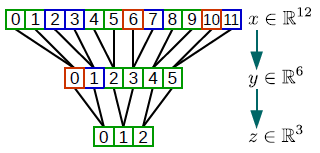 0 1 2 3 4 5 6 7 8 9 10 11 x ∈ ℝ¹²
0 1 2 3 4 5 y ∈ ℝ⁶
0 1 2 z ∈ ℝ³